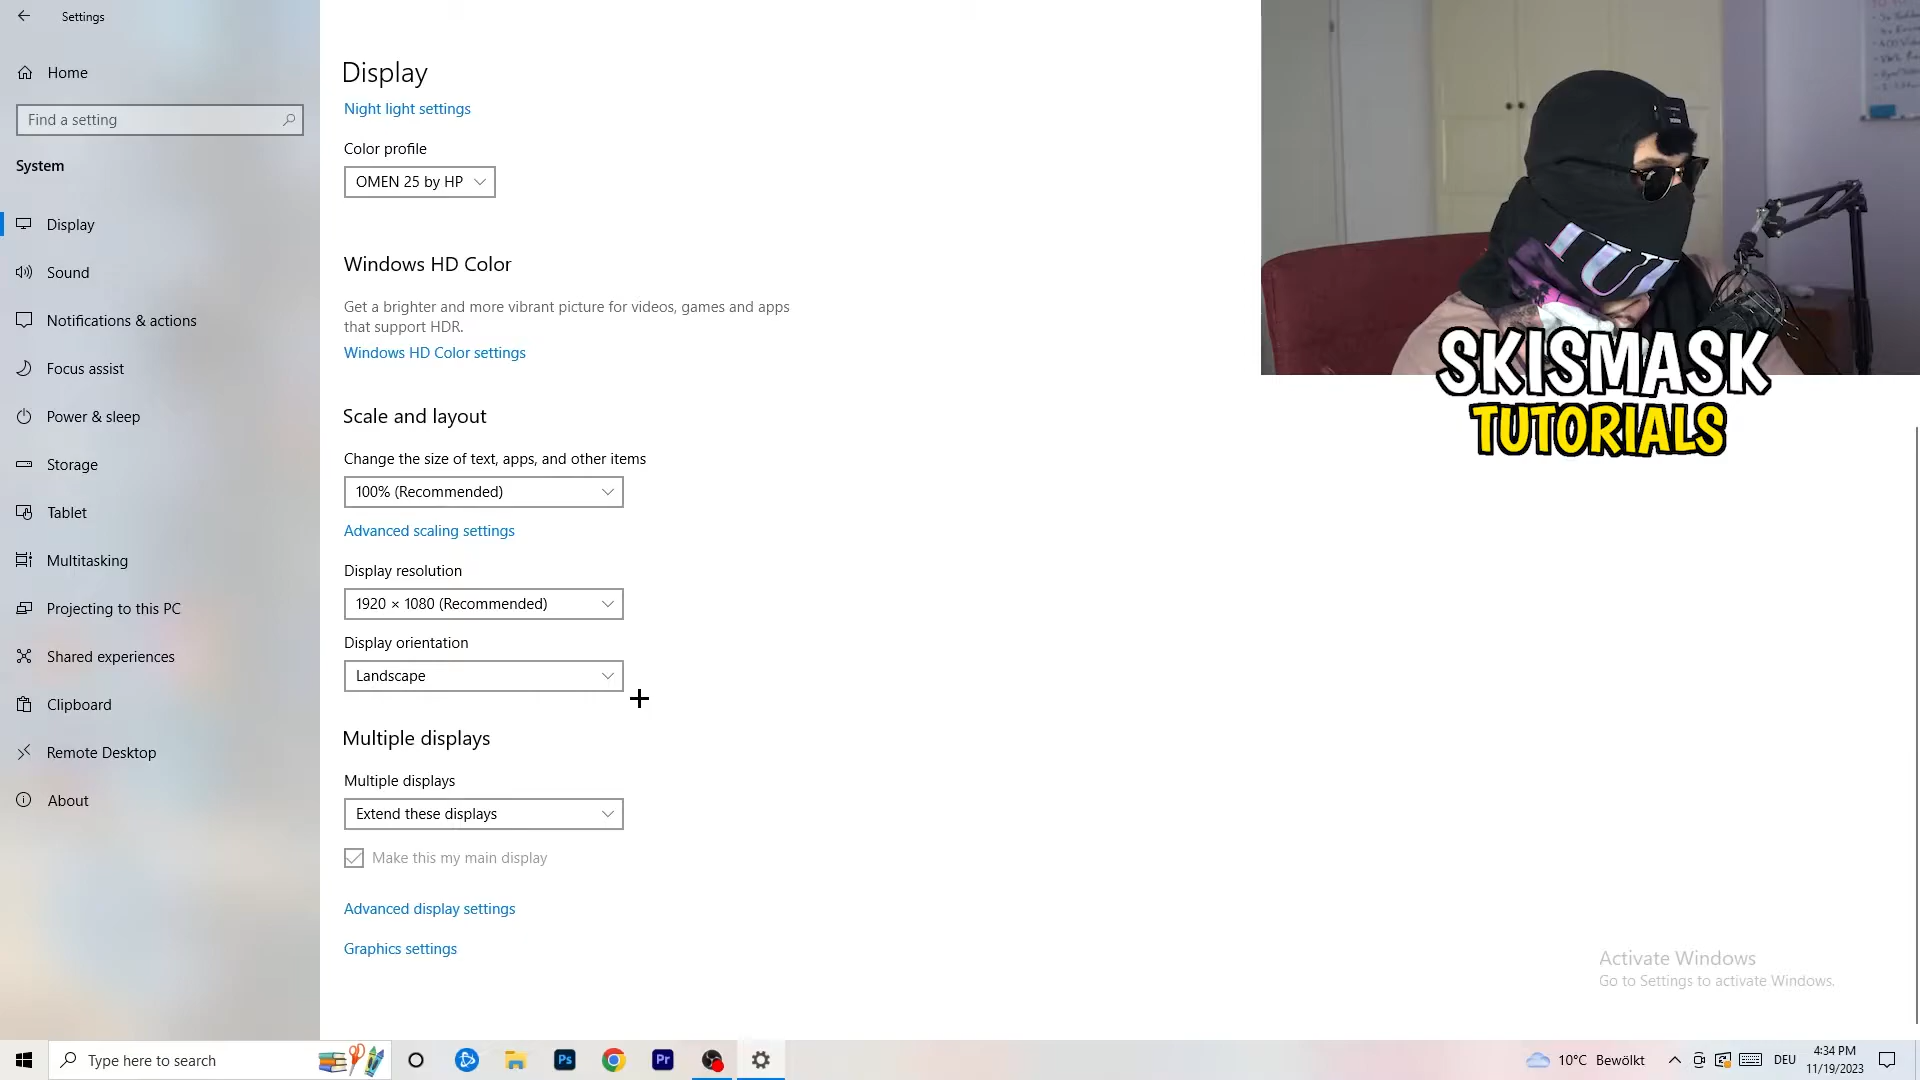 Settings
Home
Find a setting
System
Display
Sound
Notifications & actions
Focus assist
Power & sleep
Storage
Tablet
Multitasking
Projecting to this PC
Shared experiences
Clipboard
Remote Desktop
About
Display
Night light settings
Color profile
OMEN 25 by HP
Windows HD Color
Get a brighter and more vibrant picture for videos, games and apps
that support HDR.
Windows HD Color settings
Scale and layout
Change the size of text, apps, and other items
100% (Recommended)
Advanced scaling settings
Display resolution
1920 × 1080 (Recommended)
Display orientation
Landscape
Multiple displays
Multiple displays
Extend these displays
Make this my main display
Advanced display settings
Graphics settings
SKISMASK
TUTORIALS
Activate Windows
Go to Settings to activate Windows.
Type here to search
Ps
Pr
10°C Bewölkt
DEU
4:34 PM
11/19/2023